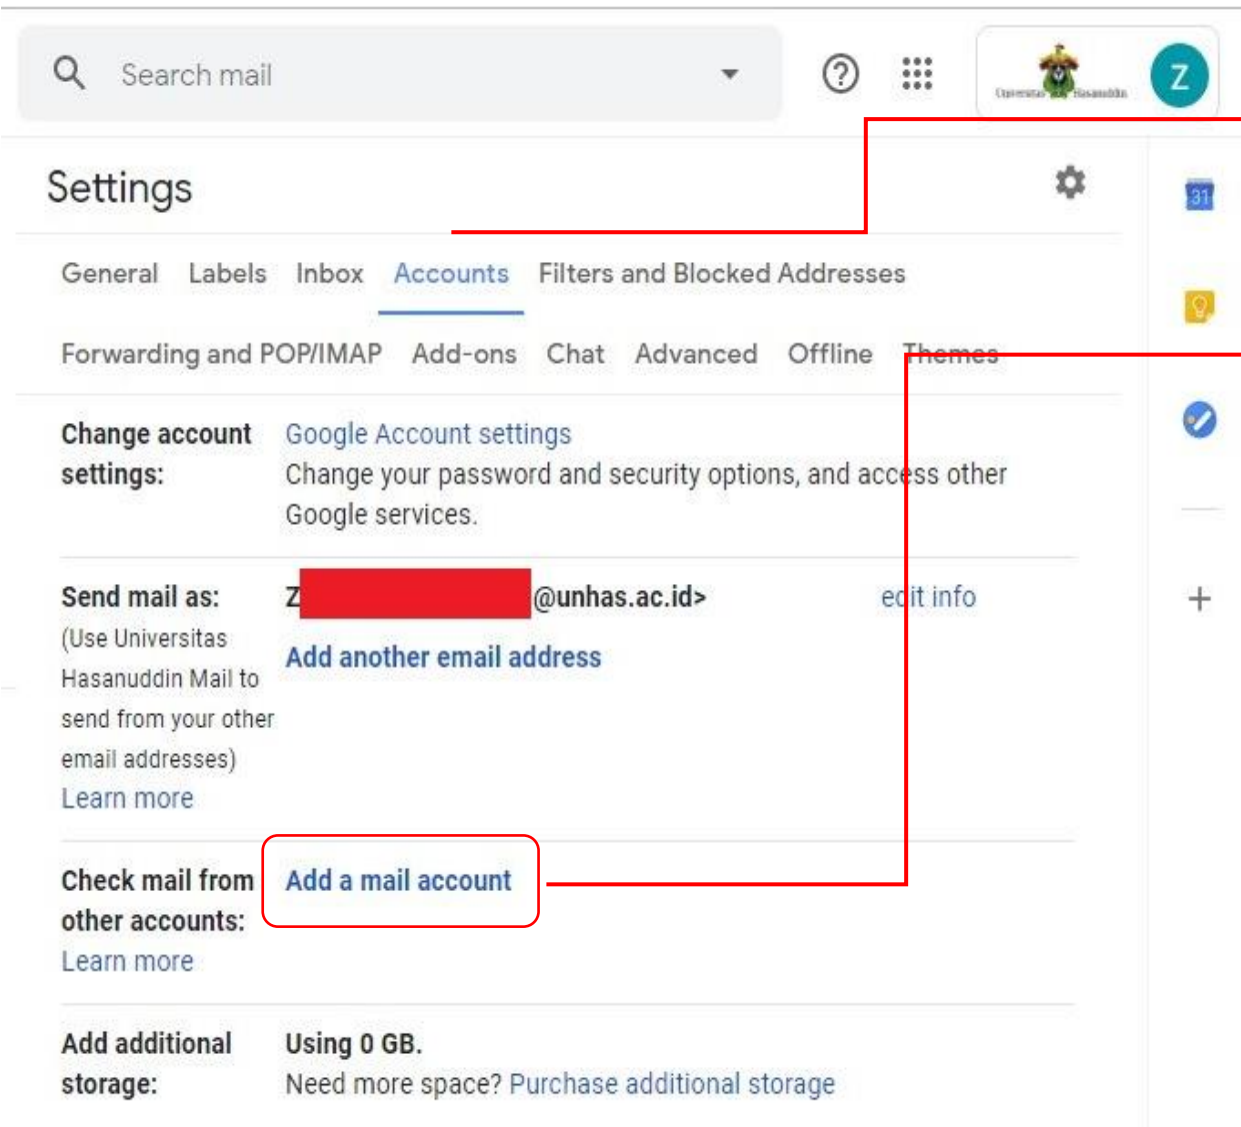 Search mail
Universitas Hasanuddin
Z
Settings
31
General Labels Inbox Accounts Filters and Blocked Addresses
Forwarding and POP/IMAP Add-ons Chat Advanced Offline Themes
Change account Google Account settings
settings: Change your password and security options, and access other
Google services.
Send mail as: Z @unhas.ac.id> edit info
(Use Universitas
Hasanuddin Mail to Add another email address
send from your other
email addresses)
Learn more
Check mail from Add a mail account
other accounts:
Learn more
Add additional Using 0 GB.
storage: Need more space? Purchase additional storage